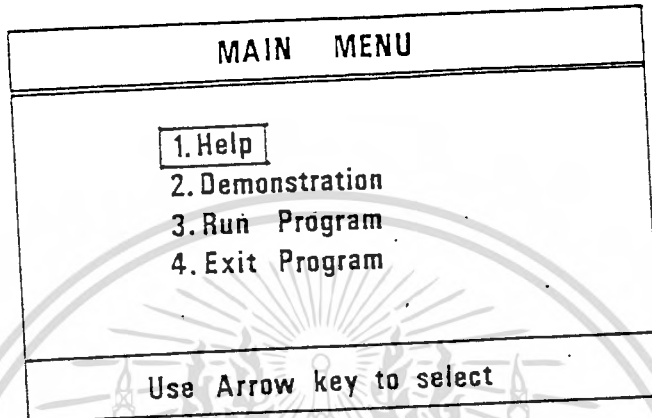 MAIN MENU
1. Help
2. Demonstration
3. Run Program
4. Exit Program
Use Arrow key to select